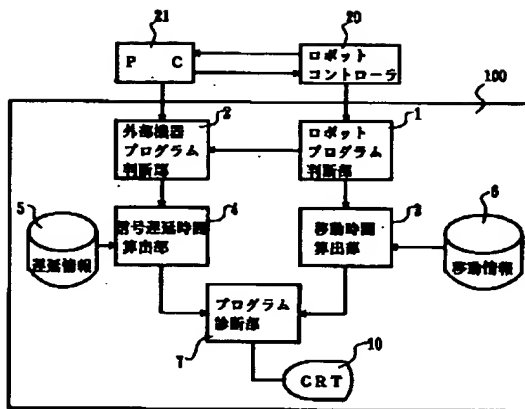 21
20
P C
ロボット
コントローラ
100
2
1
外部機器
プログラム
判断部
ロボット
プログラム
判断部
5
4
3
6
信号遅延時間
算出部
移動時間
算出部
遅延情報
移動情報
プログラム
診断部
7
10
CRT